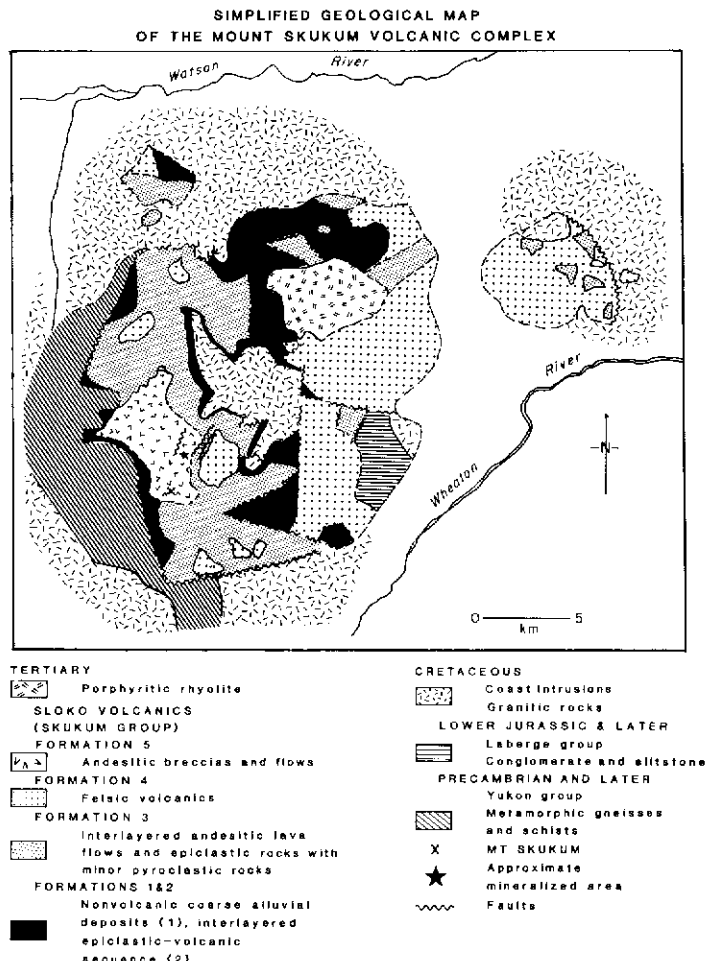 SIMPLIFIED GEOLOGICAL MAP
OF THE MOUNT SKUKUM VOLCANIC COMPLEX
Watson River
River
Wheaton
-N-
0 5
km
TERTIARY
Porphyritic rhyolite
SLOKO VOLCANICS
(SKUKUM GROUP)
FORMATION 5
Andesitic breccias and flows
FORMATION 4
Felsic volcanics
FORMATION 3
Interlayered andesitic lava
flows and epiclastic rocks with
minor pyroclastic rocks
FORMATIONS 1&2
Nonvolcanic coarse alluvial
deposits (1), interlayered
epiclastic-volcanic
sequence (2)
CRETACEOUS
Coast Intrusions
Granitic rocks
LOWER JURASSIC & LATER
Laberge group
Conglomerate and siltstone
PRECAMBRIAN AND LATER
Yukon group
Metamorphic gneisses
and schists
X MT SKUKUM
Approximate
mineralized area
Faults